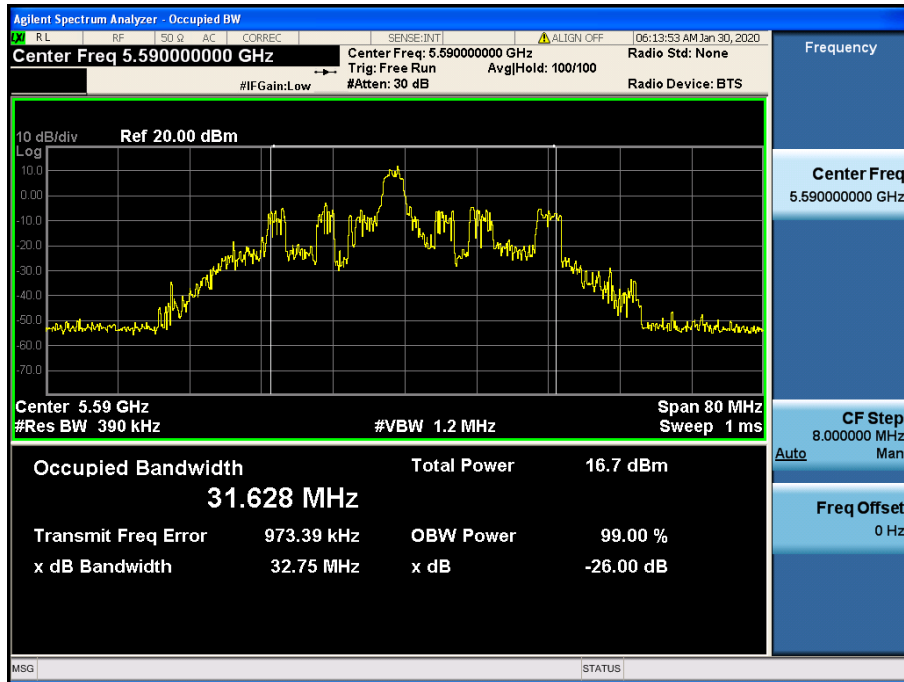 Agilent Spectrum Analyzer - Occupied BW
LXI RL RF 50 Ω AC CORREC SENSE:INT ALIGN OFF 06:13:53 AM Jan 30, 2020
Center Freq 5.590000000 GHz
Center Freq: 5.590000000 GHz
Radio Std: None
Trig: Free Run Avg|Hold: 100/100
#IFGain:Low
#Atten: 30 dB
Radio Device: BTS
10 dB/div Ref 20.00 dBm
Log
10.0
0.00
-10.0
-20.0
-30.0
-40.0
-50.0
-60.0
-70.0
Center 5.59 GHz
Span 80 MHz
#Res BW 390 kHz
#VBW 1.2 MHz
Sweep 1 ms
Occupied Bandwidth
31.628 MHz
Total Power 16.7 dBm
Transmit Freq Error 973.39 kHz
OBW Power 99.00 %
x dB Bandwidth 32.75 MHz
x dB -26.00 dB
MSG
STATUS
Frequency
Center Freq
5.590000000 GHz
CF Step
8.000000 MHz
Auto Man
Freq Offset
0 Hz